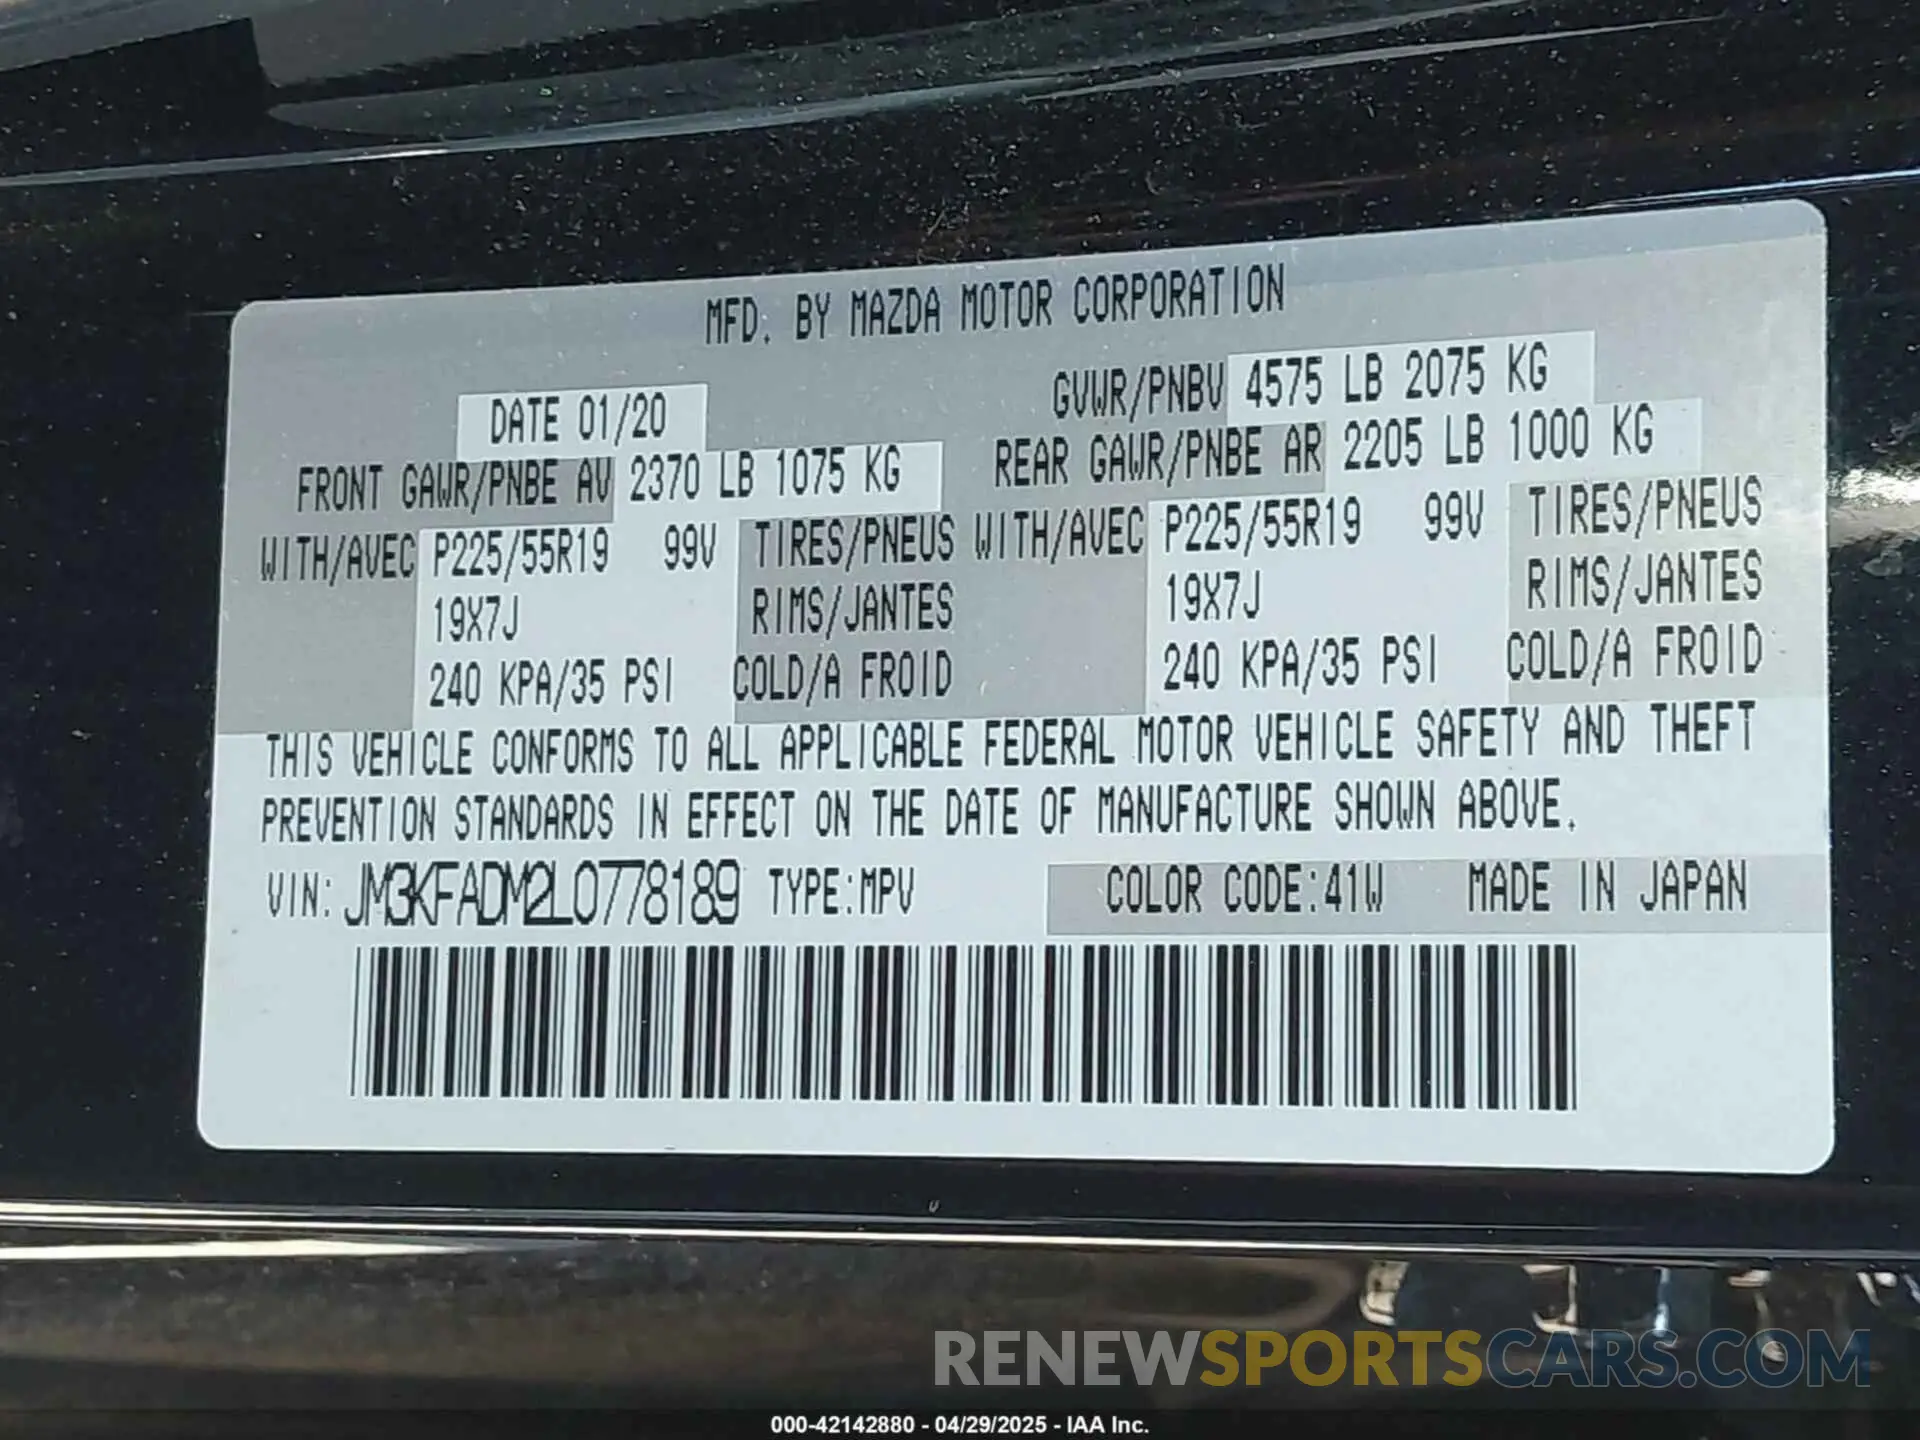 MFD. BY MAZDA MOTOR CORPORATION
DATE 01/20 GVWR/PNBV 4575 LB 2075 KG
FRONT GAWR/PNBE AV 2370 LB 1075 KG REAR GAWR/PNBE AR 2205 LB 1000 KG
WITH/AVEC P225/55R19 99V TIRES/PNEUS WITH/AVEC P225/55R19 99V TIRES/PNEUS
19X7J RIMS/JANTES 19X7J RIMS/JANTES
240 KPA/35 PSI COLD/A FROID 240 KPA/35 PSI COLD/A FROID
THIS VEHICLE CONFORMS TO ALL APPLICABLE FEDERAL MOTOR VEHICLE SAFETY AND THEFT
PREVENTION STANDARDS IN EFFECT ON THE DATE OF MANUFACTURE SHOWN ABOVE.
VIN: JM3KFADM2L0778189 TYPE:MPV COLOR CODE:41W MADE IN JAPAN
RENEWSPORTSCARS.COM
000-42142880 - 04/29/2025 - IAA Inc.